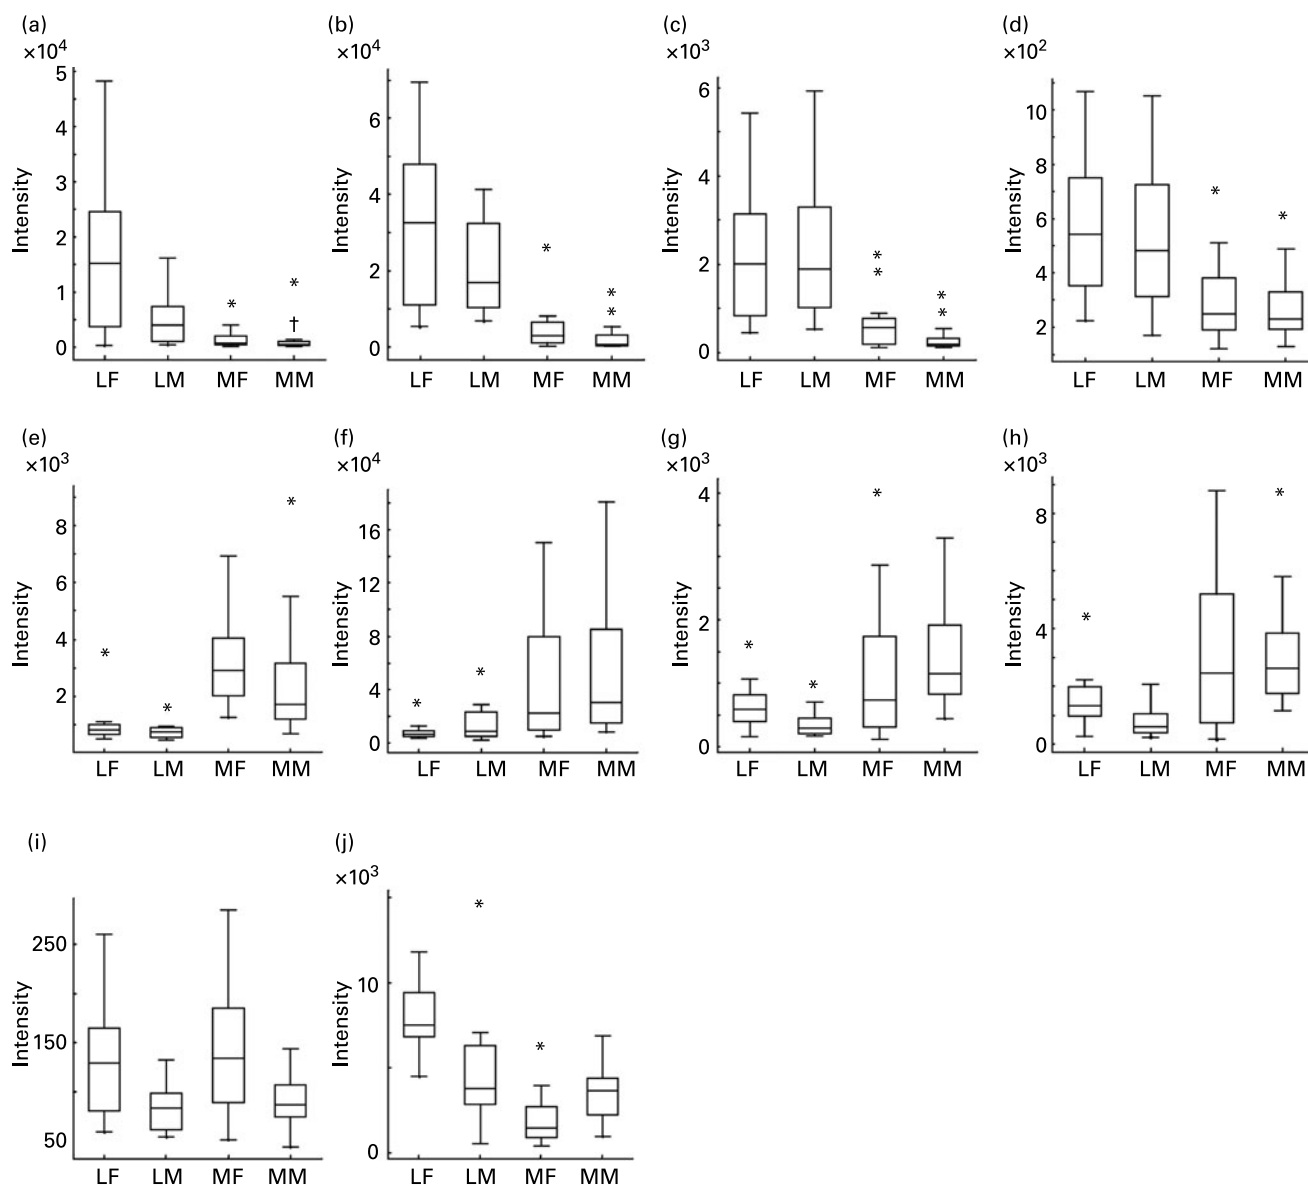 (a) (b) (c) (d)
×10⁴ ×10⁴ ×10³ ×10²
Intensity 5 4 3 2 1 0 * * †
LF LM MF MM
Intensity 6 4 2 0 * * *
LF LM MF MM
Intensity 6 4 2 0 * * * *
LF LM MF MM
Intensity 10 8 6 4 2 * *
LF LM MF MM
(e) (f) (g) (h)
×10³ ×10⁴ ×10³ ×10³
Intensity 8 6 4 2 * * *
LF LM MF MM
Intensity 16 12 8 4 0 * *
LF LM MF MM
Intensity 4 2 0 * * *
LF LM MF MM
Intensity 8 4 0 * *
LF LM MF MM
(i) (j)
×10³
Intensity 250 150 50
LF LM MF MM
Intensity 10 0 * *
LF LM MF MM